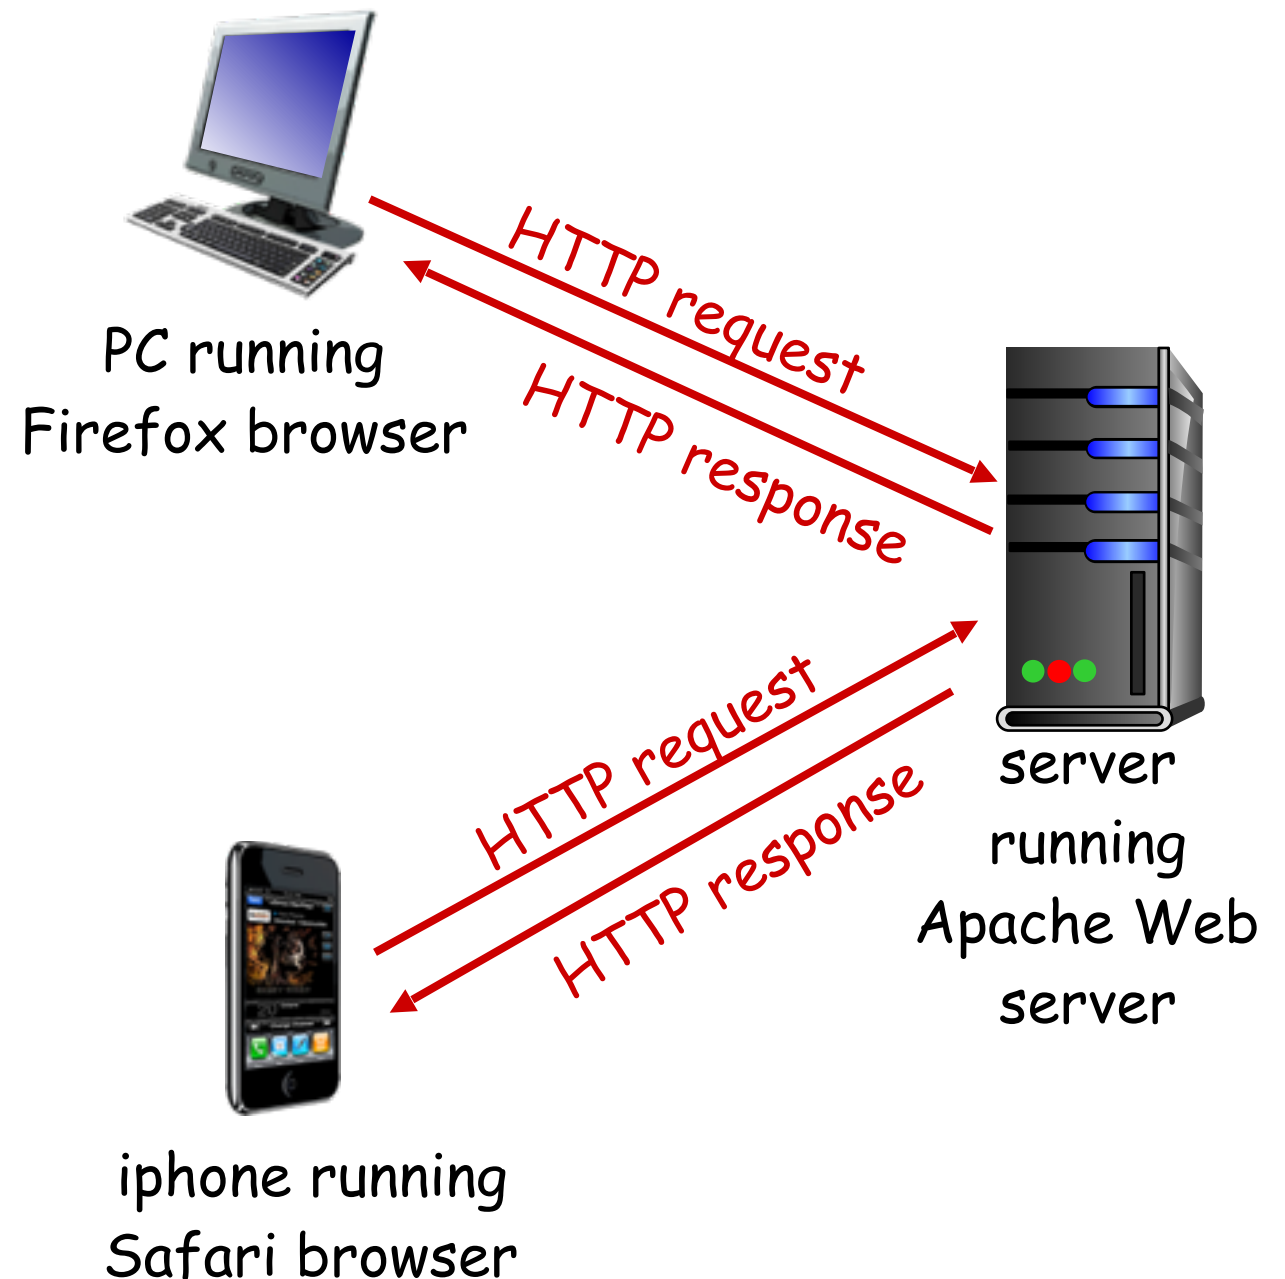 HTTP request
HTTP response
PC running
Firefox browser
HTTP request
HTTP response
server
running
Apache Web
server
iphone running
Safari browser